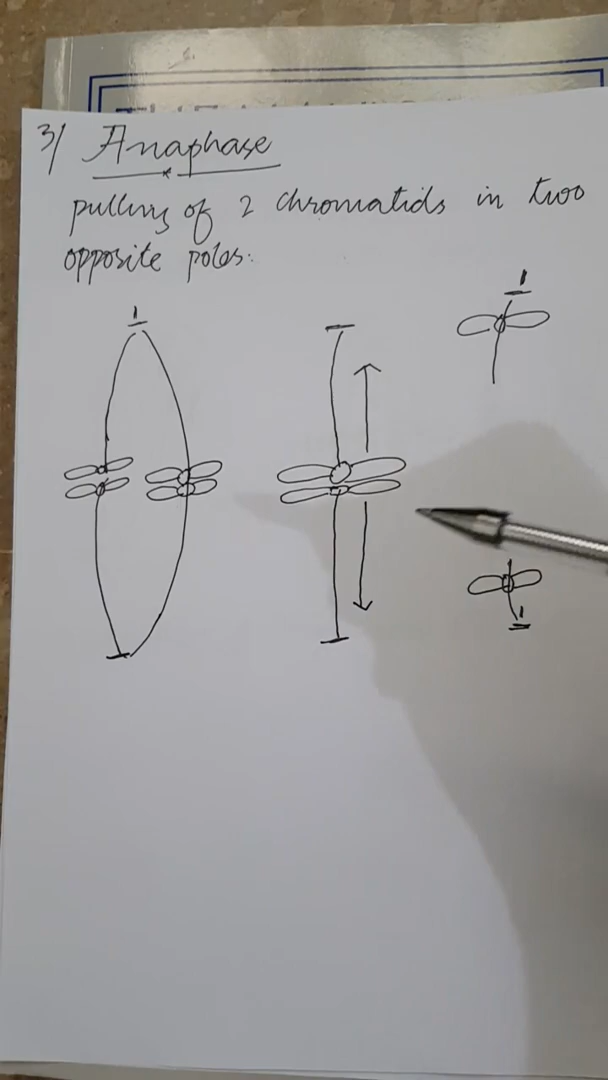 3/ Anaphase
pulling of 2 chromatids in two
opposite poles.